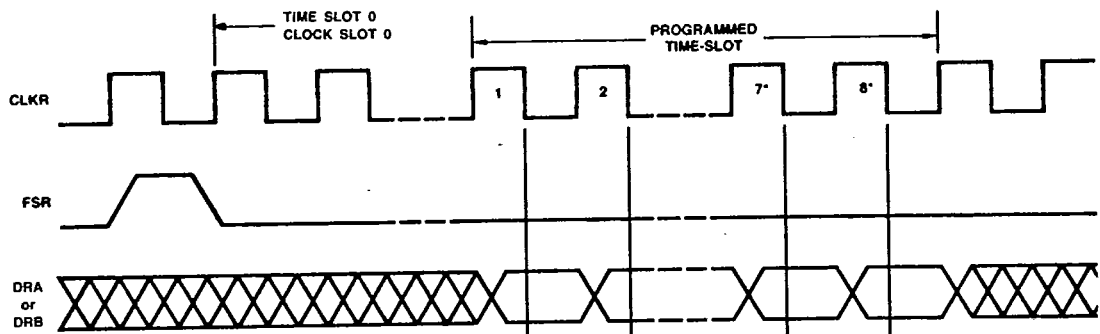 TIME SLOT 0
CLOCK SLOT 0
PROGRAMMED
TIME-SLOT
CLKR
1
2
7*
8*
FSR
DRA
or
DRB